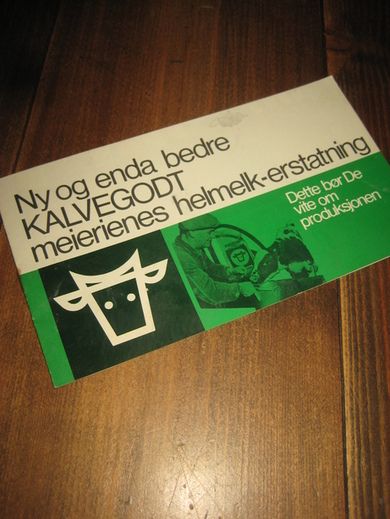 Ny og enda bedre
KALVEGODT
meierienes helmelk-erstatning
Dette bør De
vite om
produksjonen